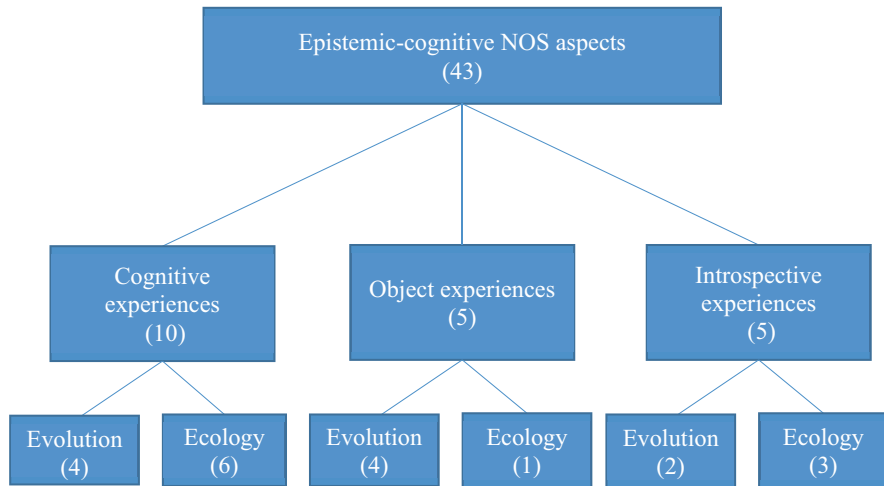 Epistemic-cognitive NOS aspects
(43)
Cognitive
experiences
(10)
Object experiences
(5)
Introspective
experiences
(5)
Evolution
(4)
Ecology
(6)
Evolution
(4)
Ecology
(1)
Evolution
(2)
Ecology
(3)